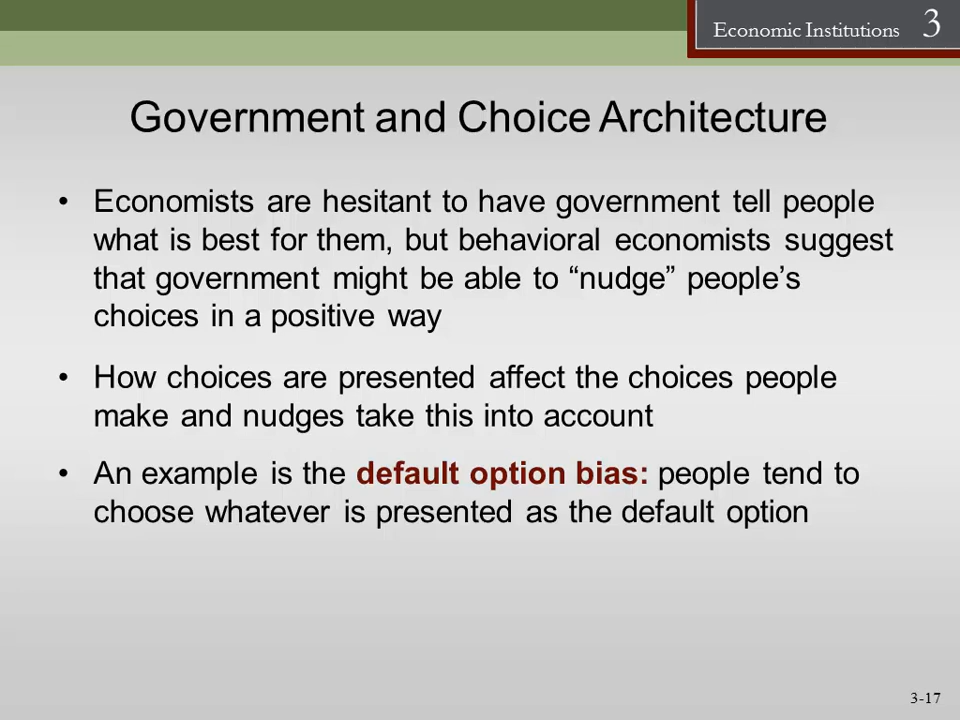 Economic Institutions 3
Government and Choice Architecture
• Economists are hesitant to have government tell people
what is best for them, but behavioral economists suggest
that government might be able to “nudge” people’s
choices in a positive way
• How choices are presented affect the choices people
make and nudges take this into account
• An example is the default option bias: people tend to
choose whatever is presented as the default option
3-17